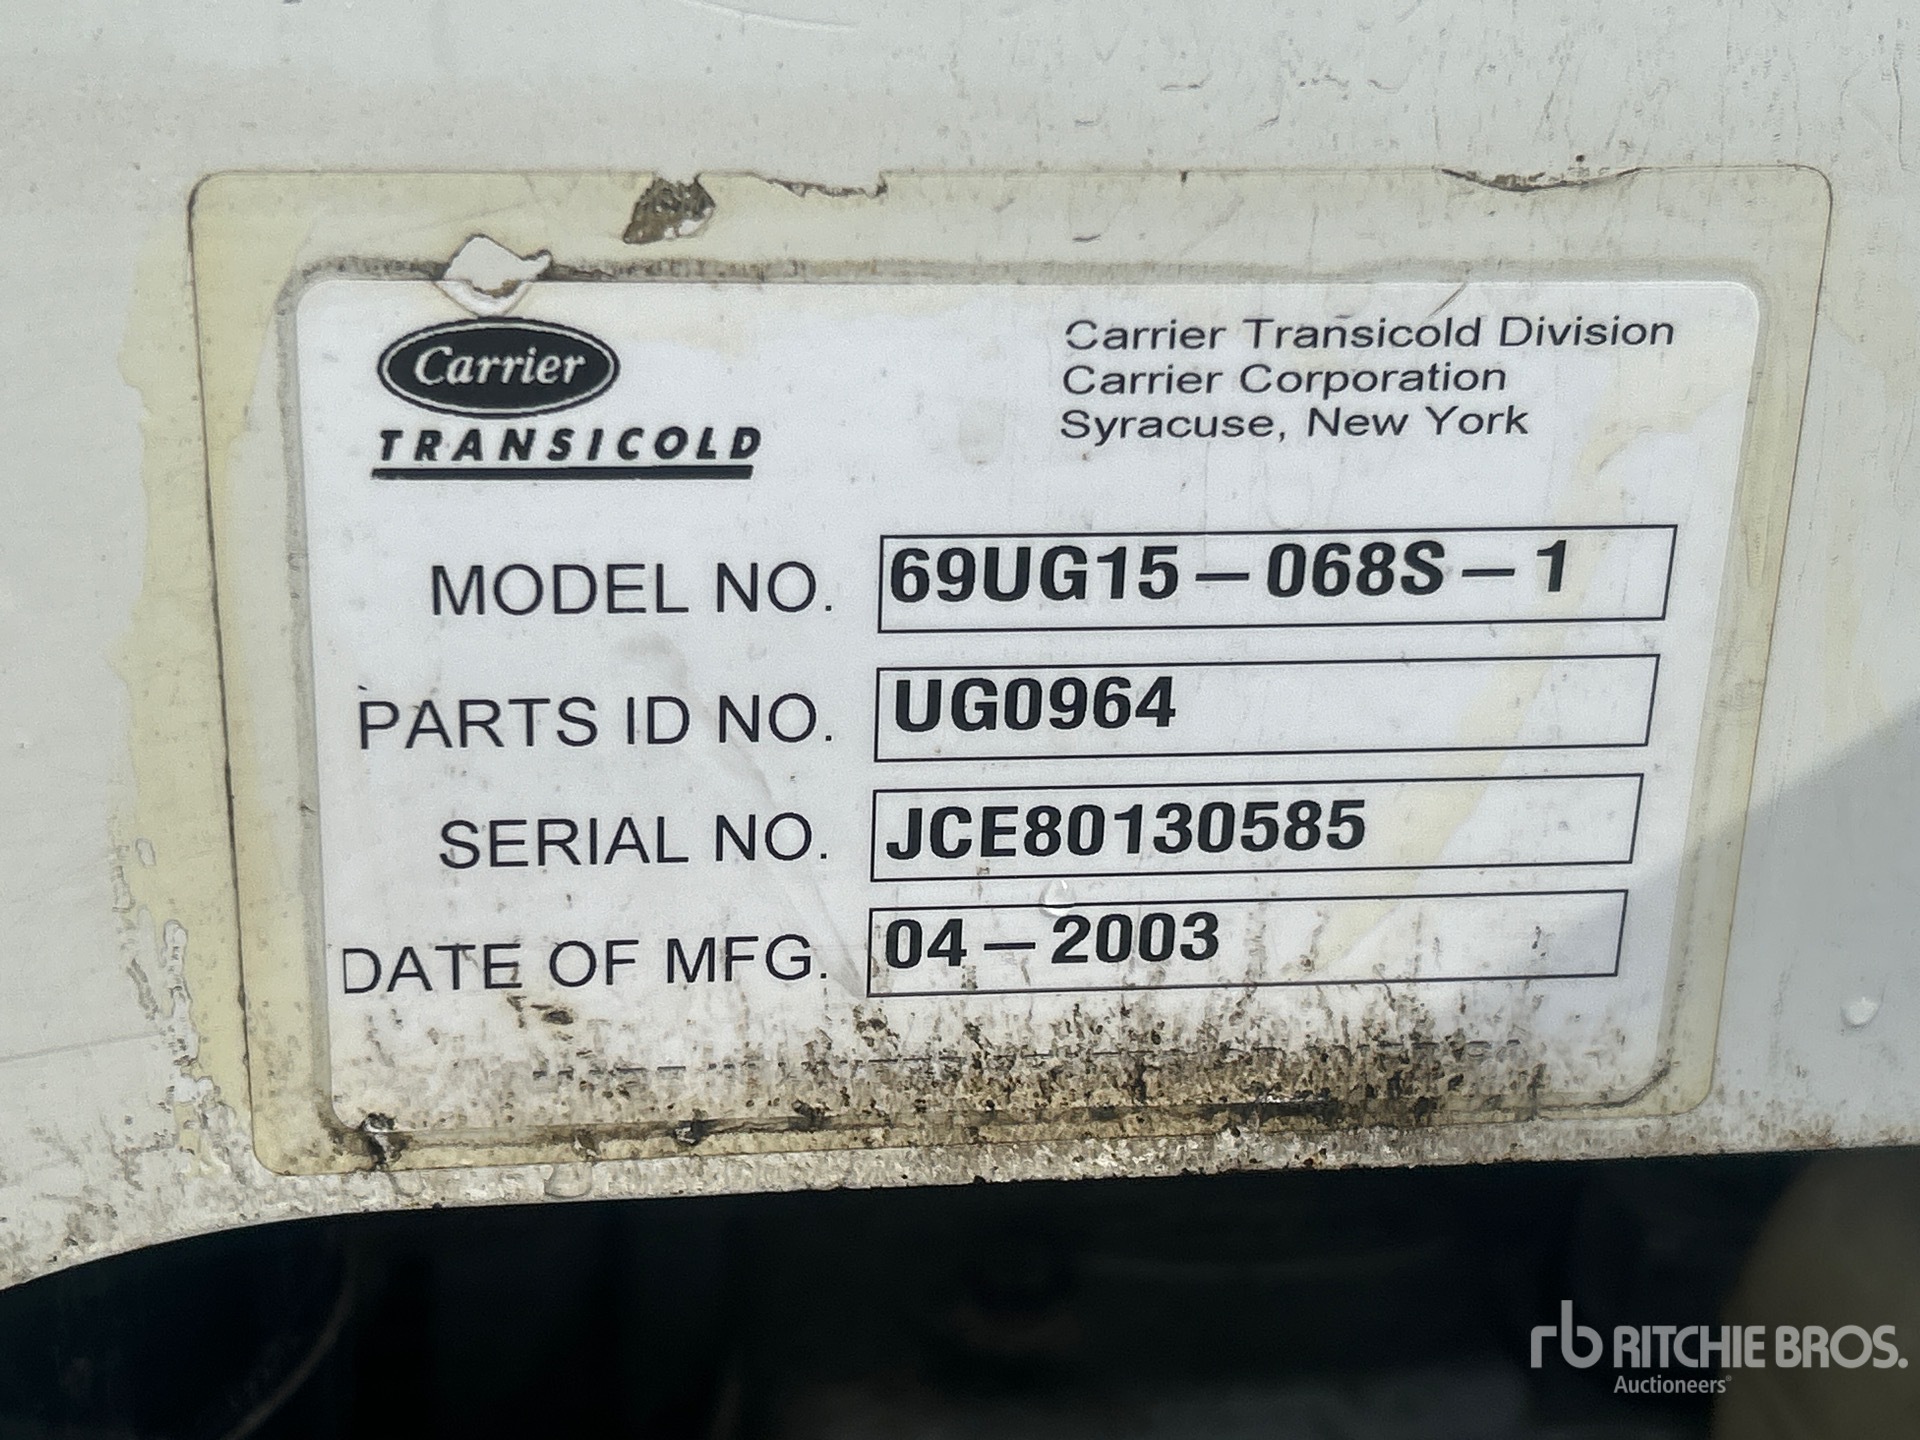 Carrier
TRANSICOLD
Carrier Transicold Division
Carrier Corporation
Syracuse, New York
MODEL NO. 69UG15-068S-1
PARTS ID NO. UG0964
SERIAL NO. JCE80130585
DATE OF MFG. 04-2003
rb RITCHIE BROS.
Auctioneers®